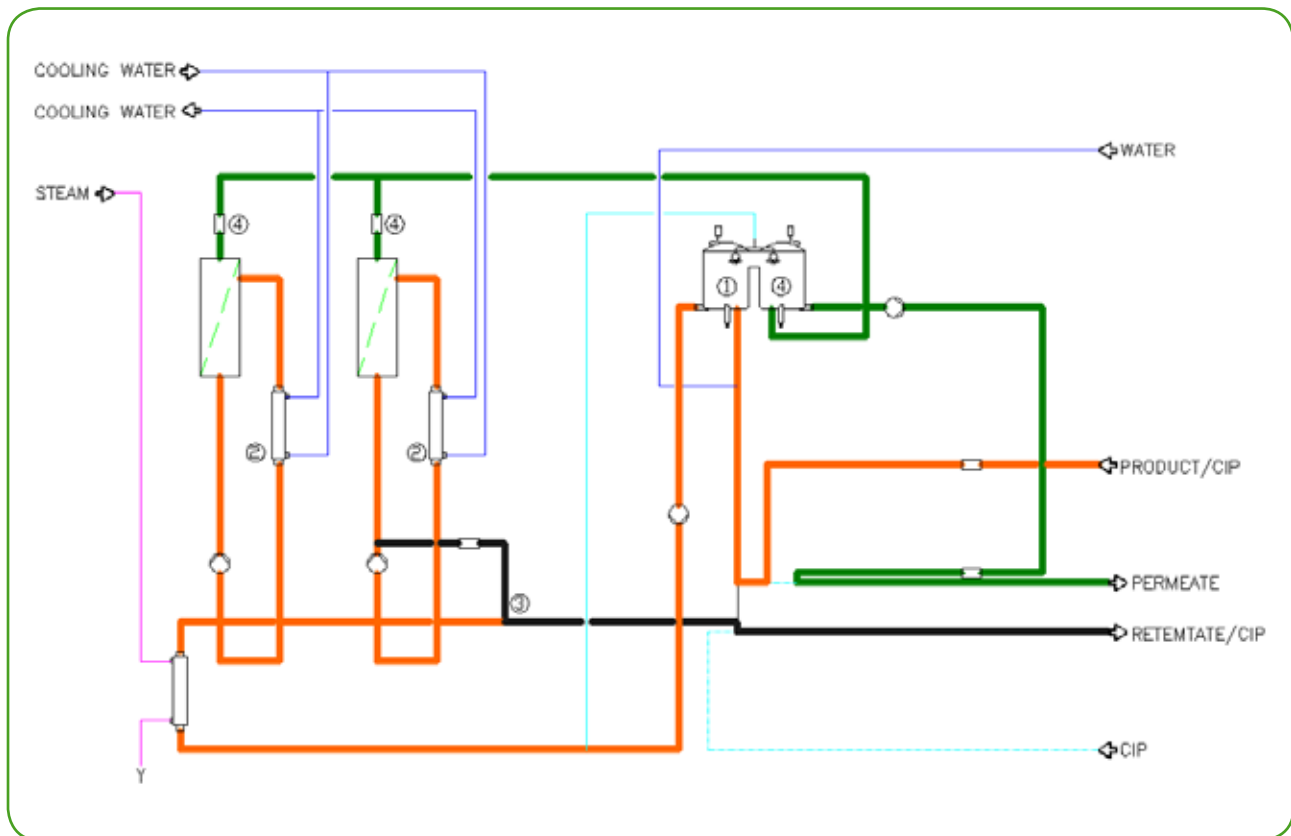 COOLING WATER
COOLING WATER
WATER
STEAM
④
④
①
④
②
②
PRODUCT/CIP
PERMEATE
③
RETEMTATE/CIP
CIP
Y